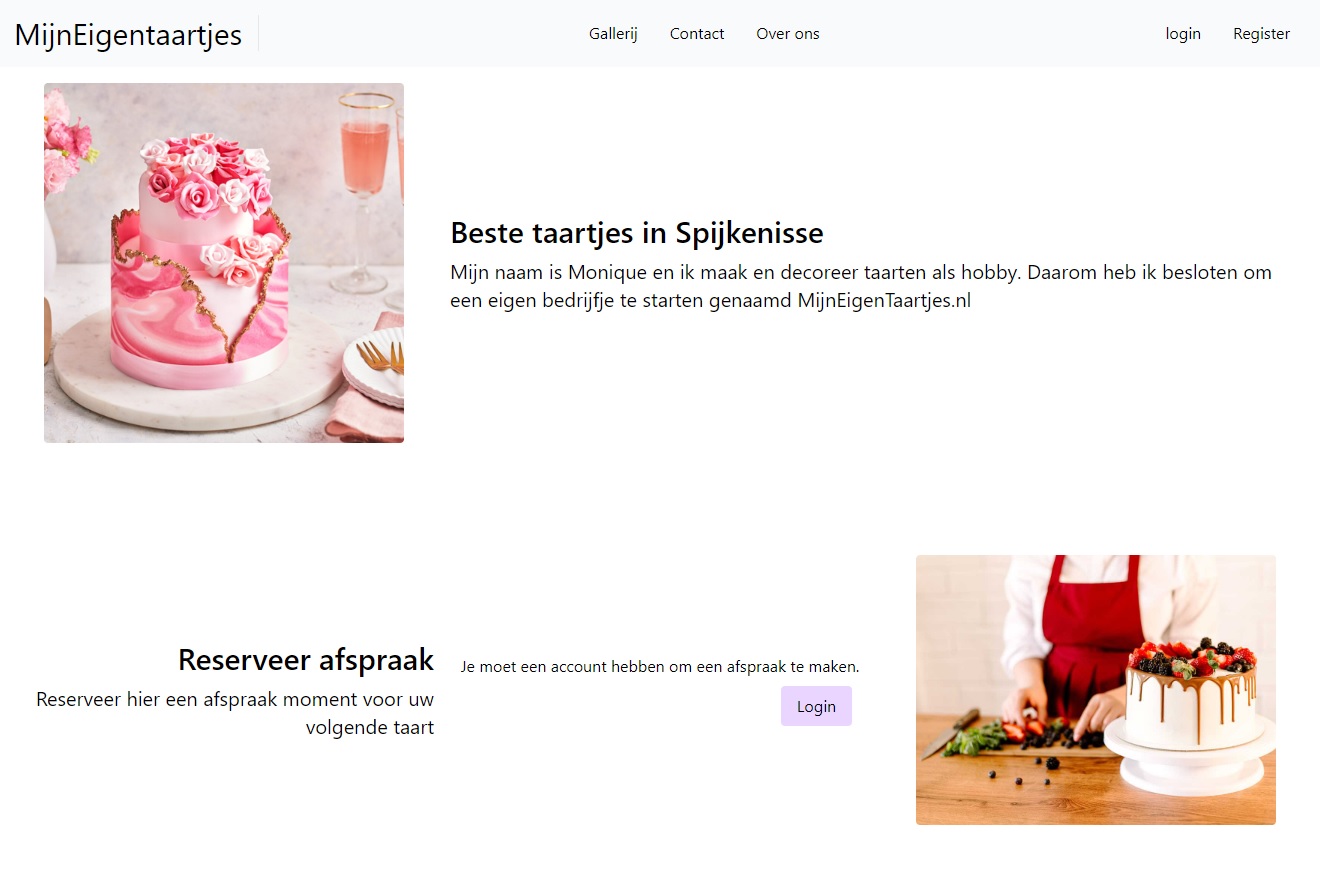 MijnEigentaartjes
Gallerij
Contact
Over ons
login
Register
Beste taartjes in Spijkenisse
Mijn naam is Monique en ik maak en decoreer taarten als hobby. Daarom heb ik besloten om
een eigen bedrijfje te starten genaamd MijnEigenTaartjes.nl
Reserveer afspraak
Reserveer hier een afspraak moment voor uw
volgende taart
Je moet een account hebben om een afspraak te maken.
Login